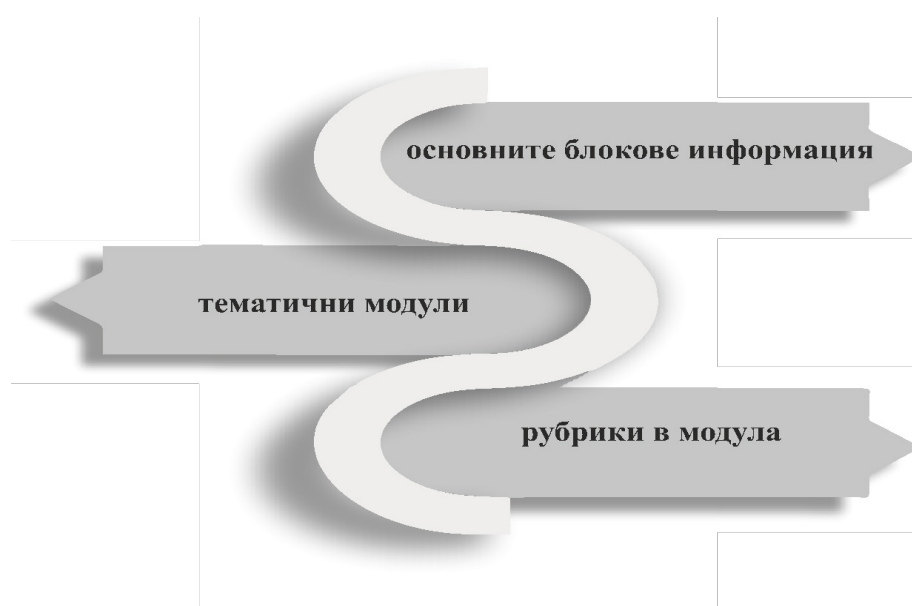 основните блокове информация
тематични модули
рубрики в модула